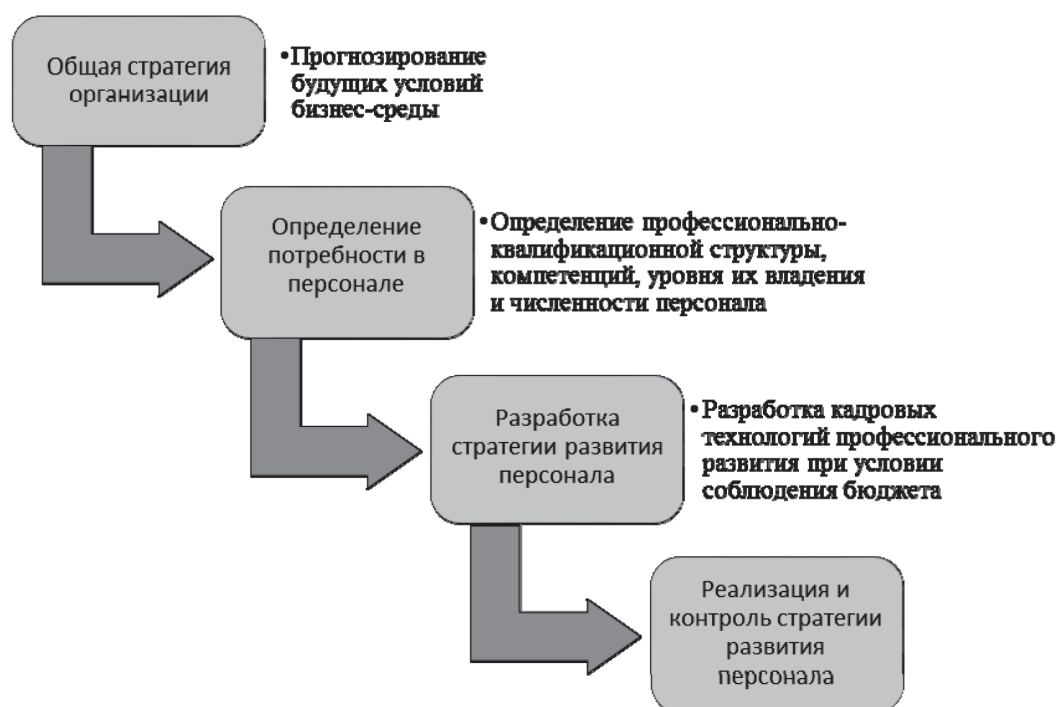 Общая стратегия
организации
•Прогнозирование
будущих условий
бизнес-среды
Определение
потребности в
персонале
•Определение профессионально-
квалификационной структуры,
компетенций, уровня их владения
и численности персонала
Разработка
стратегии развития
персонала
•Разработка кадровых
технологий профессионального
развития при условии
соблюдения бюджета
Реализация и
контроль стратегии
развития
персонала